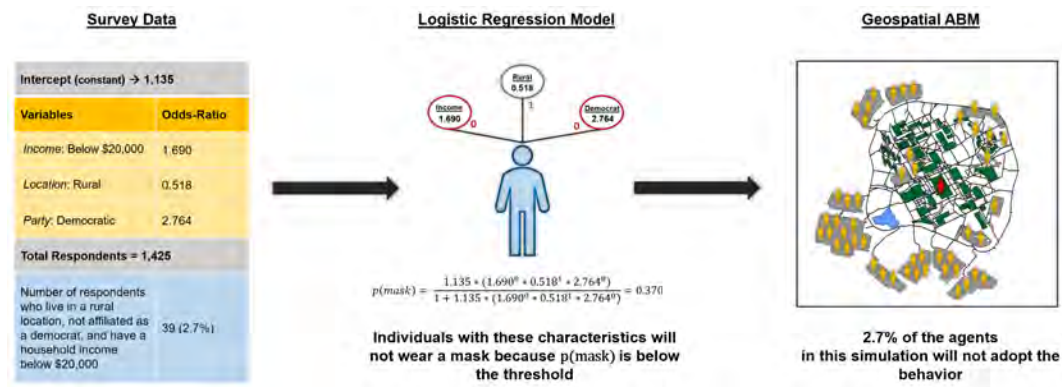 Survey Data
Intercept (constant) → 1,135
Variables Odds-Ratio
Income: Below $20,000 1.690
Location: Rural 0.518
Party: Democratic 2.764
Total Respondents = 1,425
Number of respondents
who live in a rural
location, not affiliated as
a democrat, and have a
household income
below $20,000
39 (2.7%)
Logistic Regression Model
Rural
0.518
Income
1.690
Democrat
2.764
0
1
0
p(mask) = 1.135 * (1.690⁰ * 0.518¹ * 2.764⁰) / 1 + 1.135 * (1.690⁰ * 0.518¹ * 2.764⁰) = 0.370
Individuals with these characteristics will
not wear a mask because p(mask) is below
the threshold
Geospatial ABM
2.7% of the agents
in this simulation will not adopt the
behavior